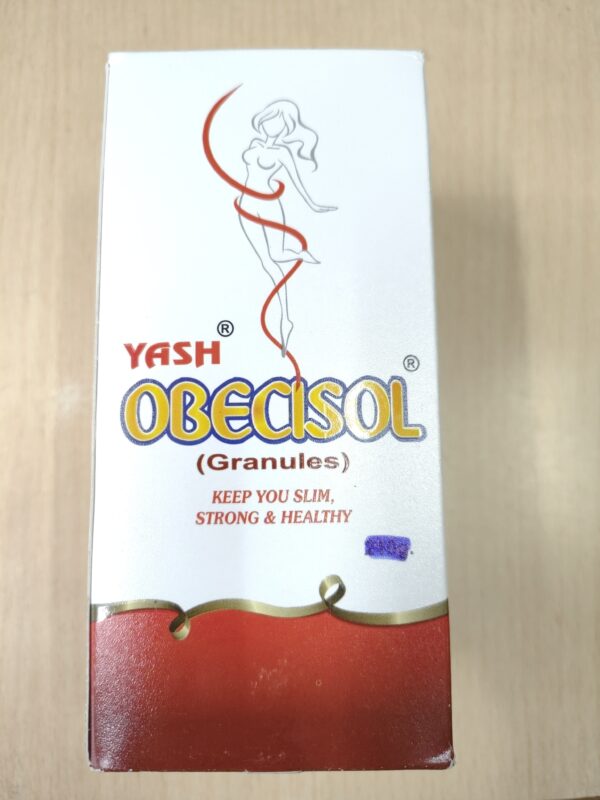 YASH ®
OBECISOL ®
(Granules)
KEEP YOU SLIM,
STRONG & HEALTHY